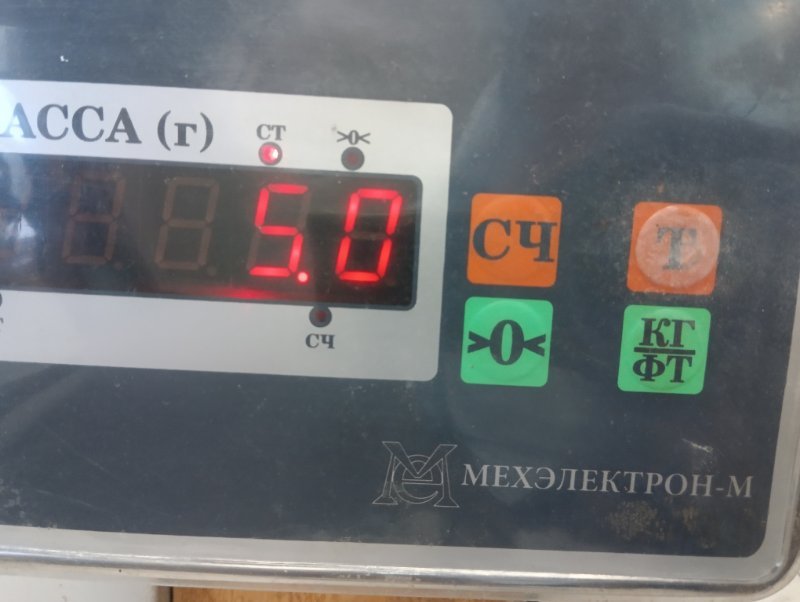 АССА (г)
СТ >0<
5.0
СЧ
СЧ Т
>0< КГ
ФТ
МЕХЭЛЕКТРОН-М